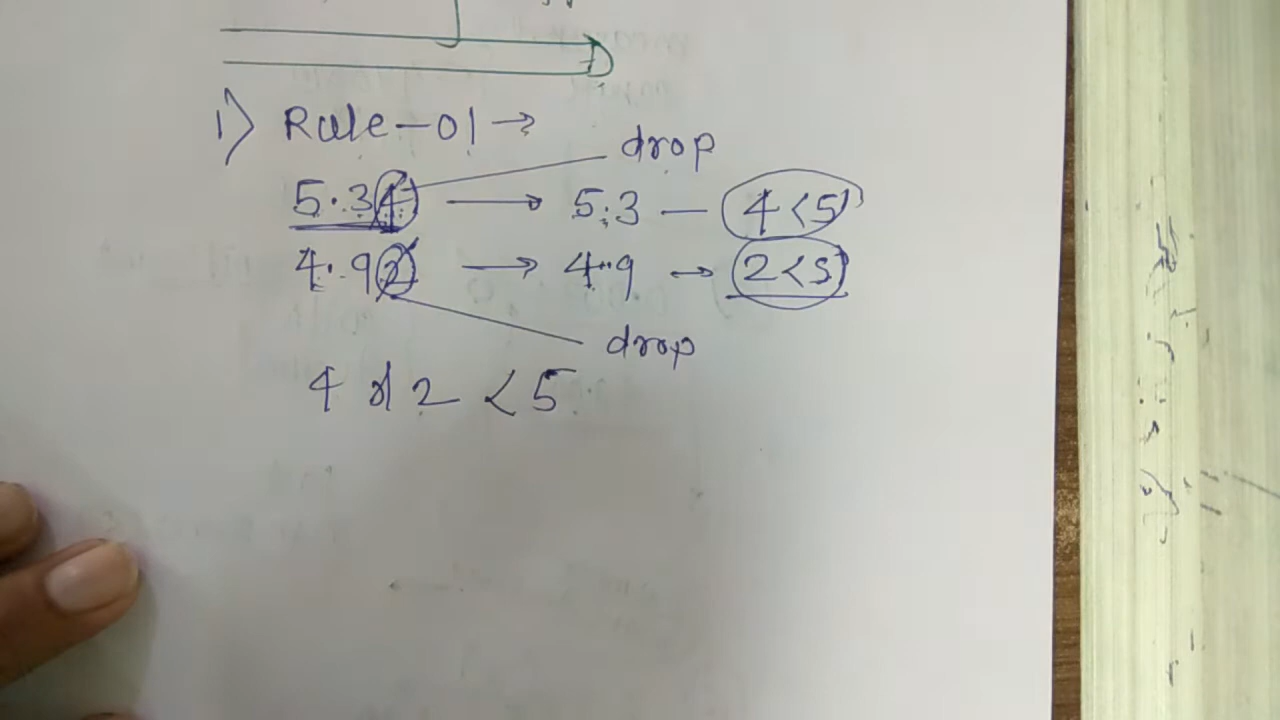 1) Rule-01 →
drop
5.34 → 5.3 — 4<5
4.92 → 4.9 → 2<5
drop
4 & 2 < 5